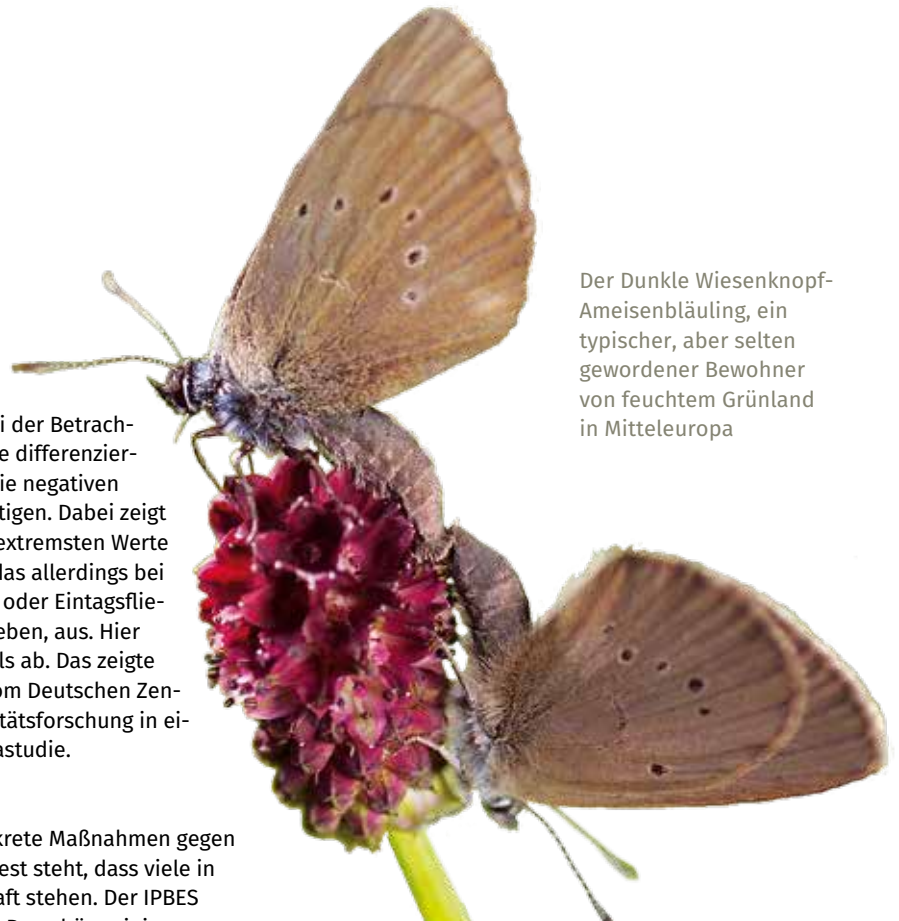 Der Dunkle Wiesenknopf-
Ameisenbläuling, ein
typischer, aber selten
gewordener Bewohner
von feuchtem Grünland
in Mitteleuropa
i der Betrach-
e differenzier-
ie negativen
tigen. Dabei zeigt
extremsten Werte
das allerdings bei
oder Eintagsflie-
eben, aus. Hier
ls ab. Das zeigte
om Deutschen Zen-
tätsforschung in ei-
astudie.
krete Maßnahmen gegen
est steht, dass viele in
aft stehen. Der IPBES